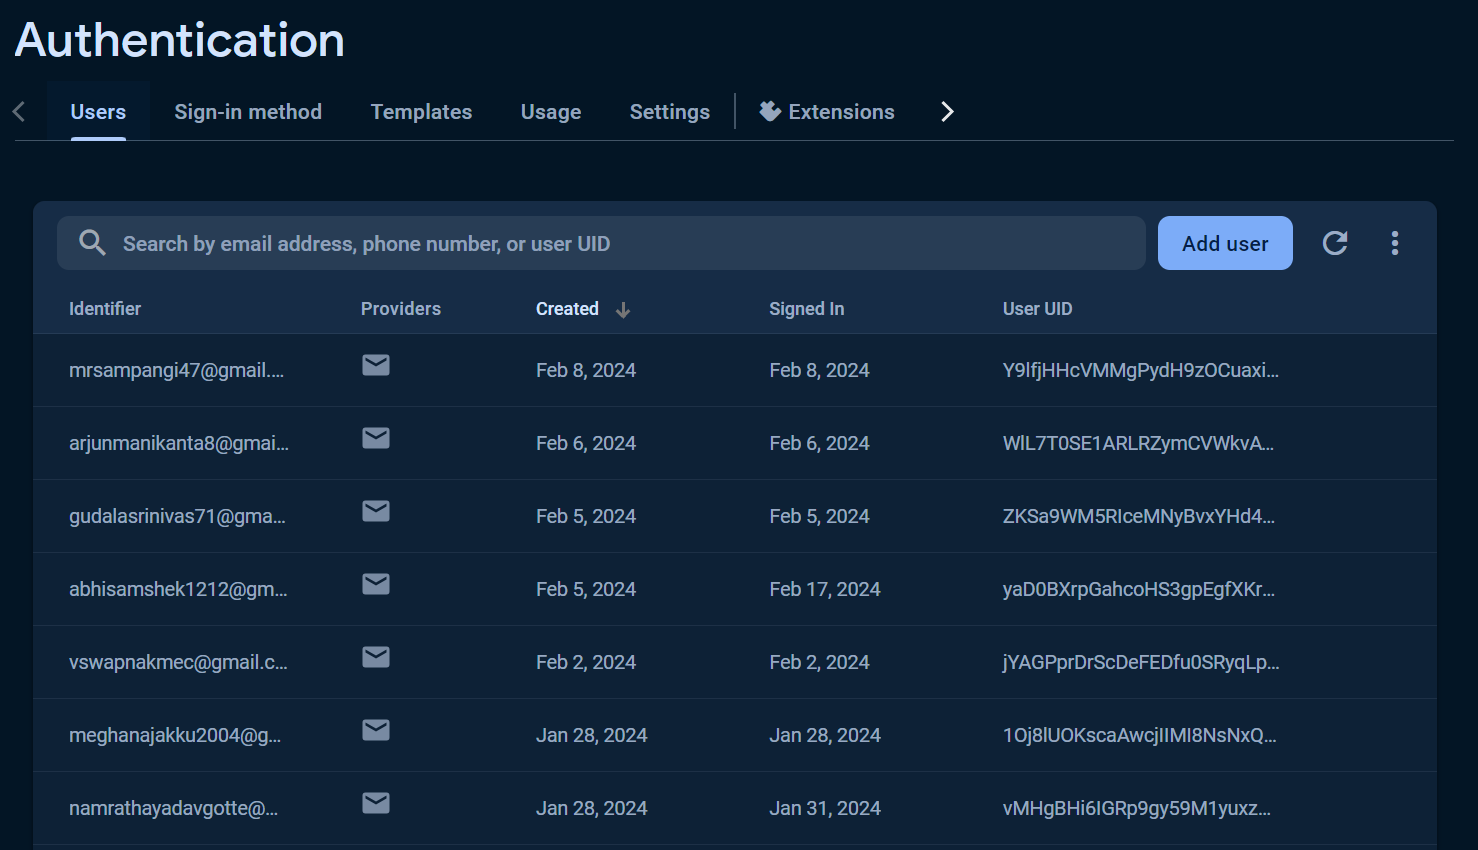 Authentication
Users Sign-in method Templates Usage Settings Extensions
Search by email address, phone number, or user UID Add user
Identifier Providers Created Signed In User UID
mrsampangi47@gmail.... Feb 8, 2024 Feb 8, 2024 Y9lfjHHcVMMgPydH9zOCuaxi...
arjunmanikanta8@gmai... Feb 6, 2024 Feb 6, 2024 WlL7T0SE1ARLRZymCVWkvA...
gudalasrinivas71@gma... Feb 5, 2024 Feb 5, 2024 ZKSa9WM5RIceMNyBvxYHd4...
abhisamshek1212@gm... Feb 5, 2024 Feb 17, 2024 yaD0BXrpGahcoHS3gpEgfXKr...
vswapnakmec@gmail.c... Feb 2, 2024 Feb 2, 2024 jYAGPprDrScDeFEDfu0SRyqLp...
meghanajakku2004@g... Jan 28, 2024 Jan 28, 2024 1Oj8lUOKscaAwcjIIMI8NsNxQ...
namrathayadavgotte@... Jan 28, 2024 Jan 31, 2024 vMHgBHi6IGRp9gy59M1yuxz...